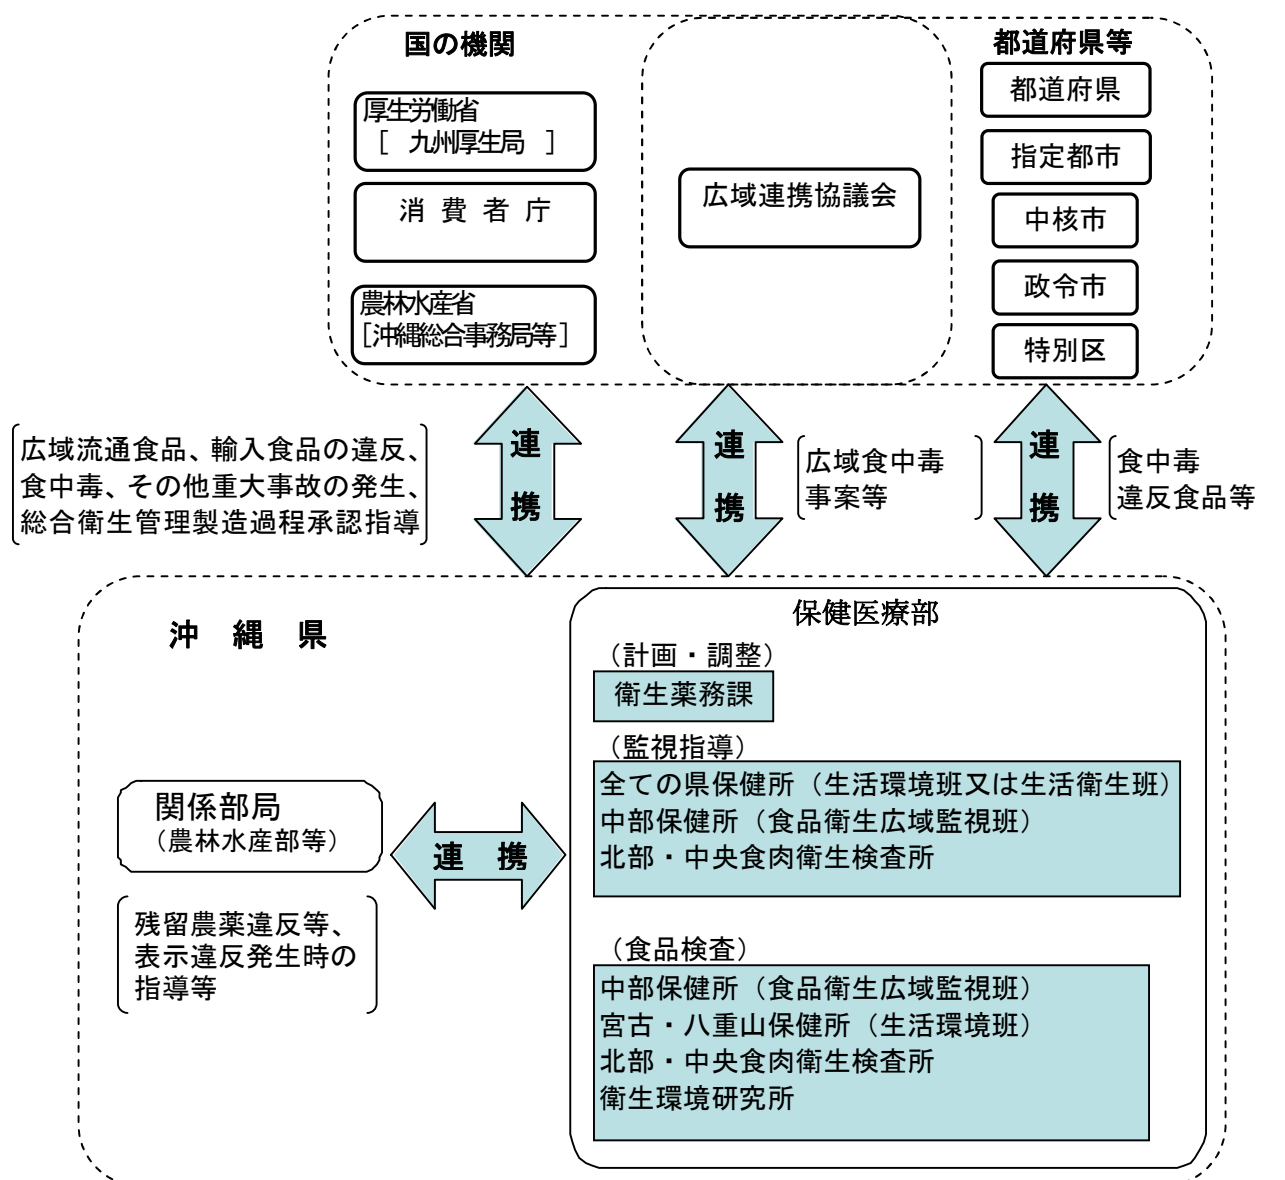 国の機関
厚生労働省
[ 九州厚生局 ]
消 費 者 庁
農林水産省
[沖縄総合事務局等]
広域連携協議会
都道府県等
都道府県
指定都市
中核市
政令市
特別区
広域流通食品、輸入食品の違反、
食中毒、その他重大事故の発生、
総合衛生管理製造過程承認指導
連
携
連
携
広域食中毒
事案等
連
携
食中毒
違反食品等
沖 縄 県
関係部局
（農林水産部等）
残留農薬違反等、
表示違反発生時の
指導等
連 携
保健医療部
（計画・調整）
衛生薬務課
（監視指導）
全ての県保健所（生活環境班又は生活衛生班）
中部保健所（食品衛生広域監視班）
北部・中央食肉衛生検査所
（食品検査）
中部保健所（食品衛生広域監視班）
宮古・八重山保健所（生活環境班）
北部・中央食肉衛生検査所
衛生環境研究所